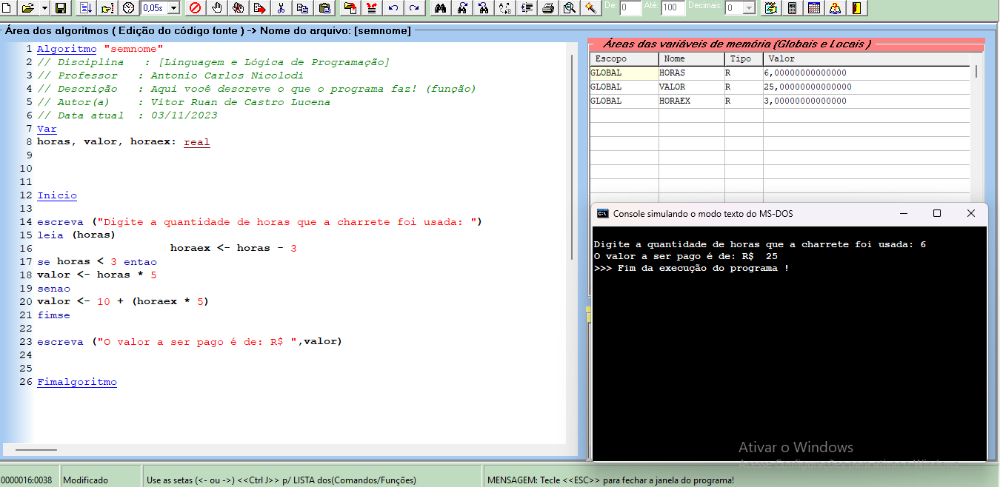 0,05s De: 0 Até: 100 Decimais: 0
Área dos algoritmos ( Edição do código fonte ) -> Nome do arquivo: [semnome]
1 Algoritmo "semnome"
2 // Disciplina   : [Linguagem e Lógica de Programação]
3 // Professor   : Antonio Carlos Nicolodi
4 // Descrição   : Aqui você descreve o que o programa faz! (função)
5 // Autor(a)    : Vitor Ruan de Castro Lucena
6 // Data atual  : 03/11/2023
7 Var
8 horas, valor, horaex: real
9
10
11
12 Inicio
13
14 escreva ("Digite a quantidade de horas que a charrete foi usada: ")
15 leia (horas)
16                     horaex <- horas - 3
17 se horas < 3 entao
18 valor <- horas * 5
19 senao
20 valor <- 10 + (horaex * 5)
21 fimse
22
23 escreva ("O valor a ser pago é de: R$ ",valor)
24
25
26 Fimalgoritmo
Áreas das variáveis de memória (Globais e Locais )
Escopo Nome Tipo Valor
GLOBAL HORAS R 6,00000000000000
GLOBAL VALOR R 25,00000000000000
GLOBAL HORAEX R 3,00000000000000
Console simulando o modo texto do MS-DOS
Digite a quantidade de horas que a charrete foi usada: 6
O valor a ser pago é de: R$  25
>>> Fim da execução do programa !
Ativar o Windows
Acesse Configurações para ativar o Windows.
0000016:0038 Modificado Use as setas (<- ou ->) <<Ctrl J>> p/ LISTA dos(Comandos/Funções) MENSAGEM: Tecle <<ESC>> para fechar a janela do programa!